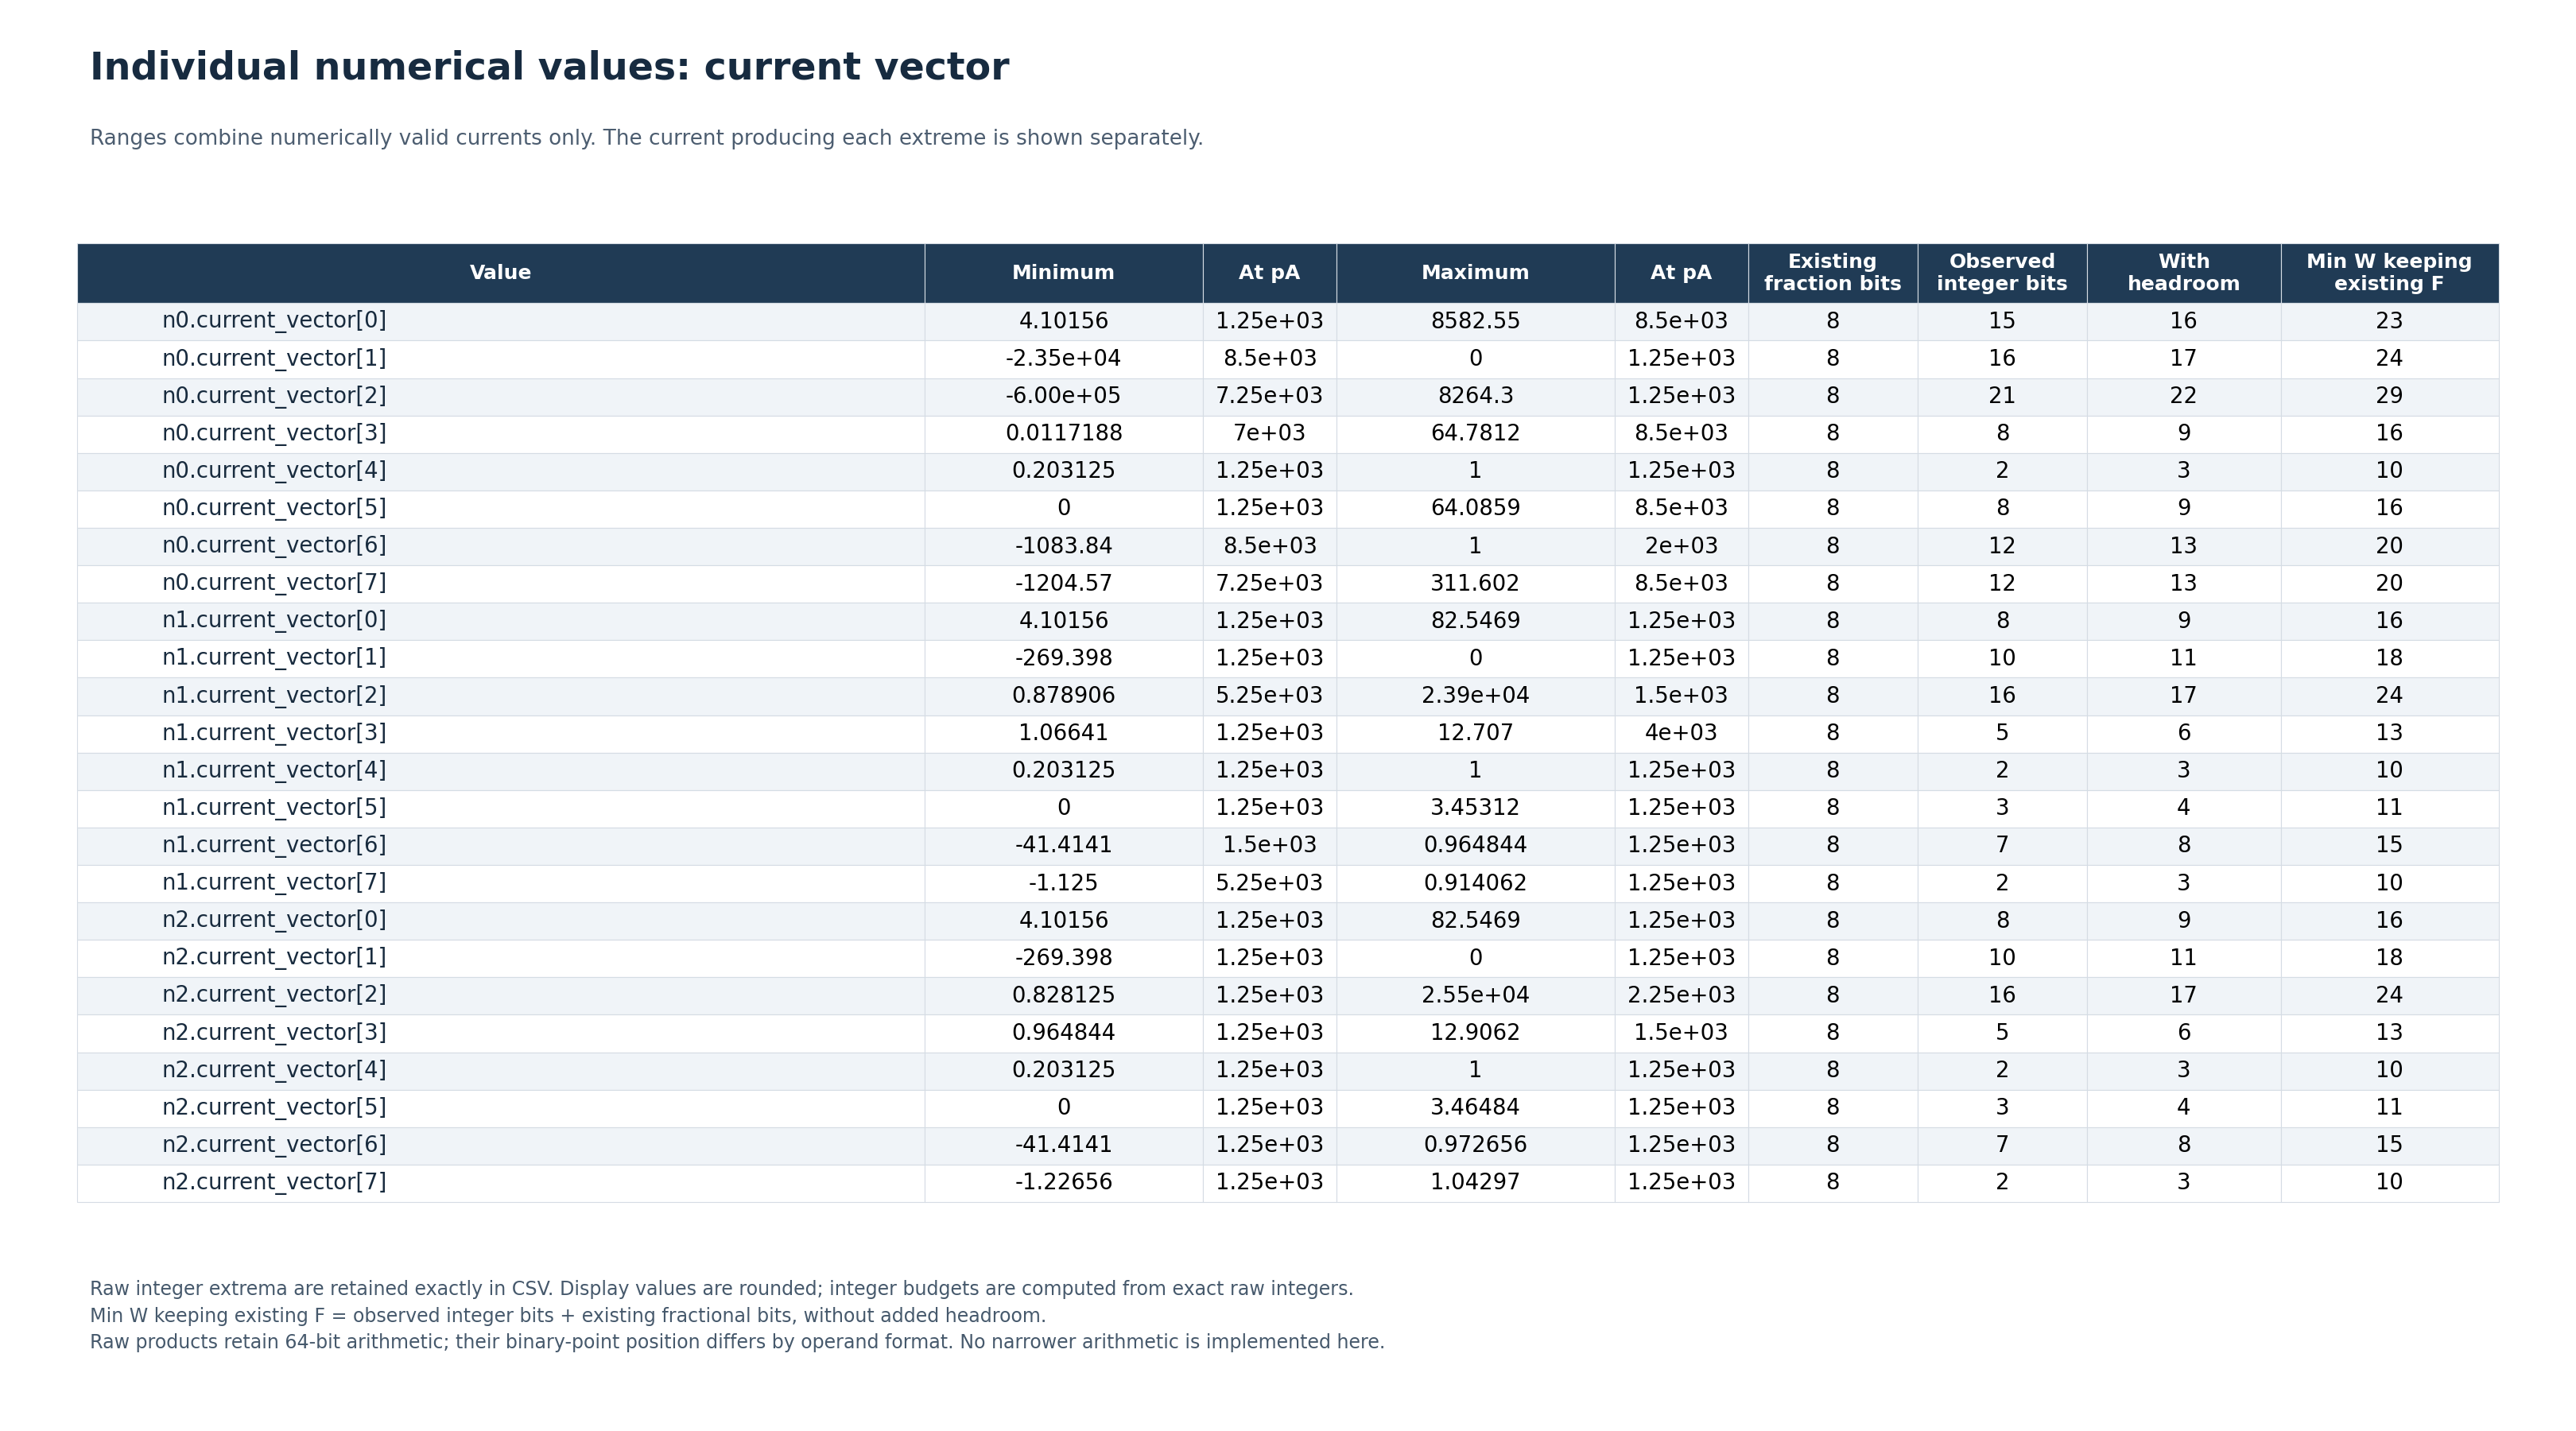 Individual numerical values: current vector
Ranges combine numerically valid currents only. The current producing each extreme is shown separately.
Value Minimum At pA Maximum At pA Existing fraction bits Observed integer bits With headroom Min W keeping existing F
n0.current_vector[0] 4.10156 1.25e+03 8582.55 8.5e+03 8 15 16 23
n0.current_vector[1] -2.35e+04 8.5e+03 0 1.25e+03 8 16 17 24
n0.current_vector[2] -6.00e+05 7.25e+03 8264.3 1.25e+03 8 21 22 29
n0.current_vector[3] 0.0117188 7e+03 64.7812 8.5e+03 8 8 9 16
n0.current_vector[4] 0.203125 1.25e+03 1 1.25e+03 8 2 3 10
n0.current_vector[5] 0 1.25e+03 64.0859 8.5e+03 8 8 9 16
n0.current_vector[6] -1083.84 8.5e+03 1 2e+03 8 12 13 20
n0.current_vector[7] -1204.57 7.25e+03 311.602 8.5e+03 8 12 13 20
n1.current_vector[0] 4.10156 1.25e+03 82.5469 1.25e+03 8 8 9 16
n1.current_vector[1] -269.398 1.25e+03 0 1.25e+03 8 10 11 18
n1.current_vector[2] 0.878906 5.25e+03 2.39e+04 1.5e+03 8 16 17 24
n1.current_vector[3] 1.06641 1.25e+03 12.707 4e+03 8 5 6 13
n1.current_vector[4] 0.203125 1.25e+03 1 1.25e+03 8 2 3 10
n1.current_vector[5] 0 1.25e+03 3.45312 1.25e+03 8 3 4 11
n1.current_vector[6] -41.4141 1.5e+03 0.964844 1.25e+03 8 7 8 15
n1.current_vector[7] -1.125 5.25e+03 0.914062 1.25e+03 8 2 3 10
n2.current_vector[0] 4.10156 1.25e+03 82.5469 1.25e+03 8 8 9 16
n2.current_vector[1] -269.398 1.25e+03 0 1.25e+03 8 10 11 18
n2.current_vector[2] 0.828125 1.25e+03 2.55e+04 2.25e+03 8 16 17 24
n2.current_vector[3] 0.964844 1.25e+03 12.9062 1.5e+03 8 5 6 13
n2.current_vector[4] 0.203125 1.25e+03 1 1.25e+03 8 2 3 10
n2.current_vector[5] 0 1.25e+03 3.46484 1.25e+03 8 3 4 11
n2.current_vector[6] -41.4141 1.25e+03 0.972656 1.25e+03 8 7 8 15
n2.current_vector[7] -1.22656 1.25e+03 1.04297 1.25e+03 8 2 3 10
Raw integer extrema are retained exactly in CSV. Display values are rounded; integer budgets are computed from exact raw integers.
Min W keeping existing F = observed integer bits + existing fractional bits, without added headroom.
Raw products retain 64-bit arithmetic; their binary-point position differs by operand format. No narrower arithmetic is implemented here.